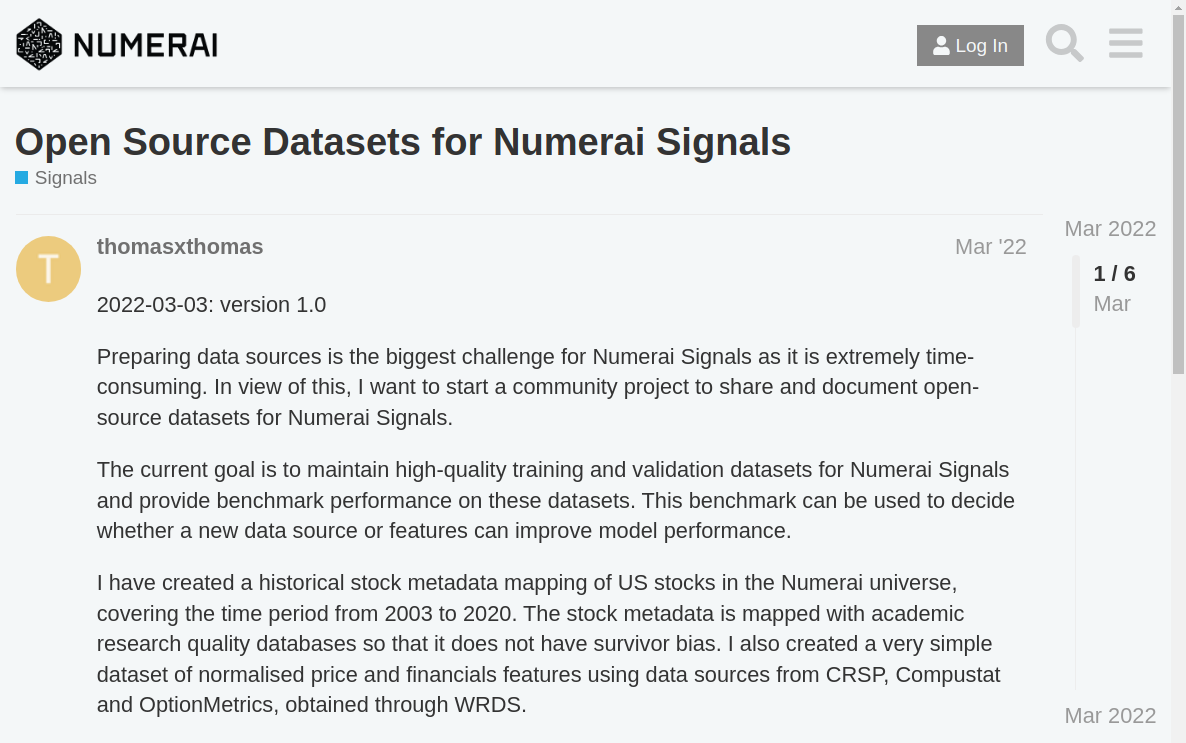 NUMERAI
Log In
Open Source Datasets for Numerai Signals
Signals
T
thomasxthomas
Mar '22
Mar 2022
1 / 6
Mar
2022-03-03: version 1.0
Preparing data sources is the biggest challenge for Numerai Signals as it is extremely time-
consuming. In view of this, I want to start a community project to share and document open-
source datasets for Numerai Signals.
The current goal is to maintain high-quality training and validation datasets for Numerai Signals
and provide benchmark performance on these datasets. This benchmark can be used to decide
whether a new data source or features can improve model performance.
I have created a historical stock metadata mapping of US stocks in the Numerai universe,
covering the time period from 2003 to 2020. The stock metadata is mapped with academic
research quality databases so that it does not have survivor bias. I also created a very simple
dataset of normalised price and financials features using data sources from CRSP, Compustat
and OptionMetrics, obtained through WRDS.
Mar 2022